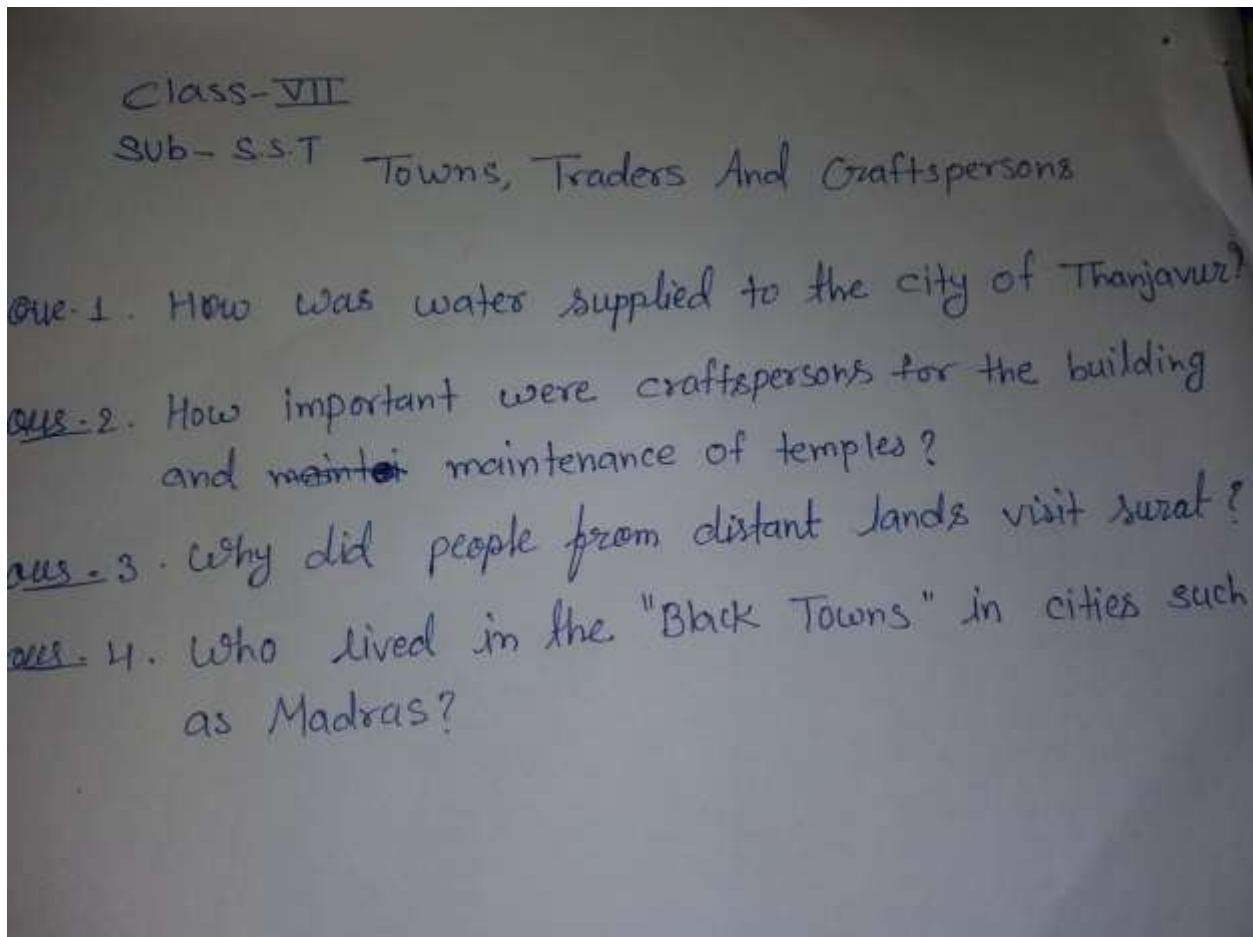 Class-VII
Sub- S.S.T
Towns, Traders And Craftspersons
Que. 1. How was water supplied to the city of Thanjavur?
Que. 2. How important were craftspersons for the building
and maintenance of temples?
Que. 3. Why did people from distant lands visit surat?
Que. 4. Who lived in the "Black Towns" in cities such
as Madras?